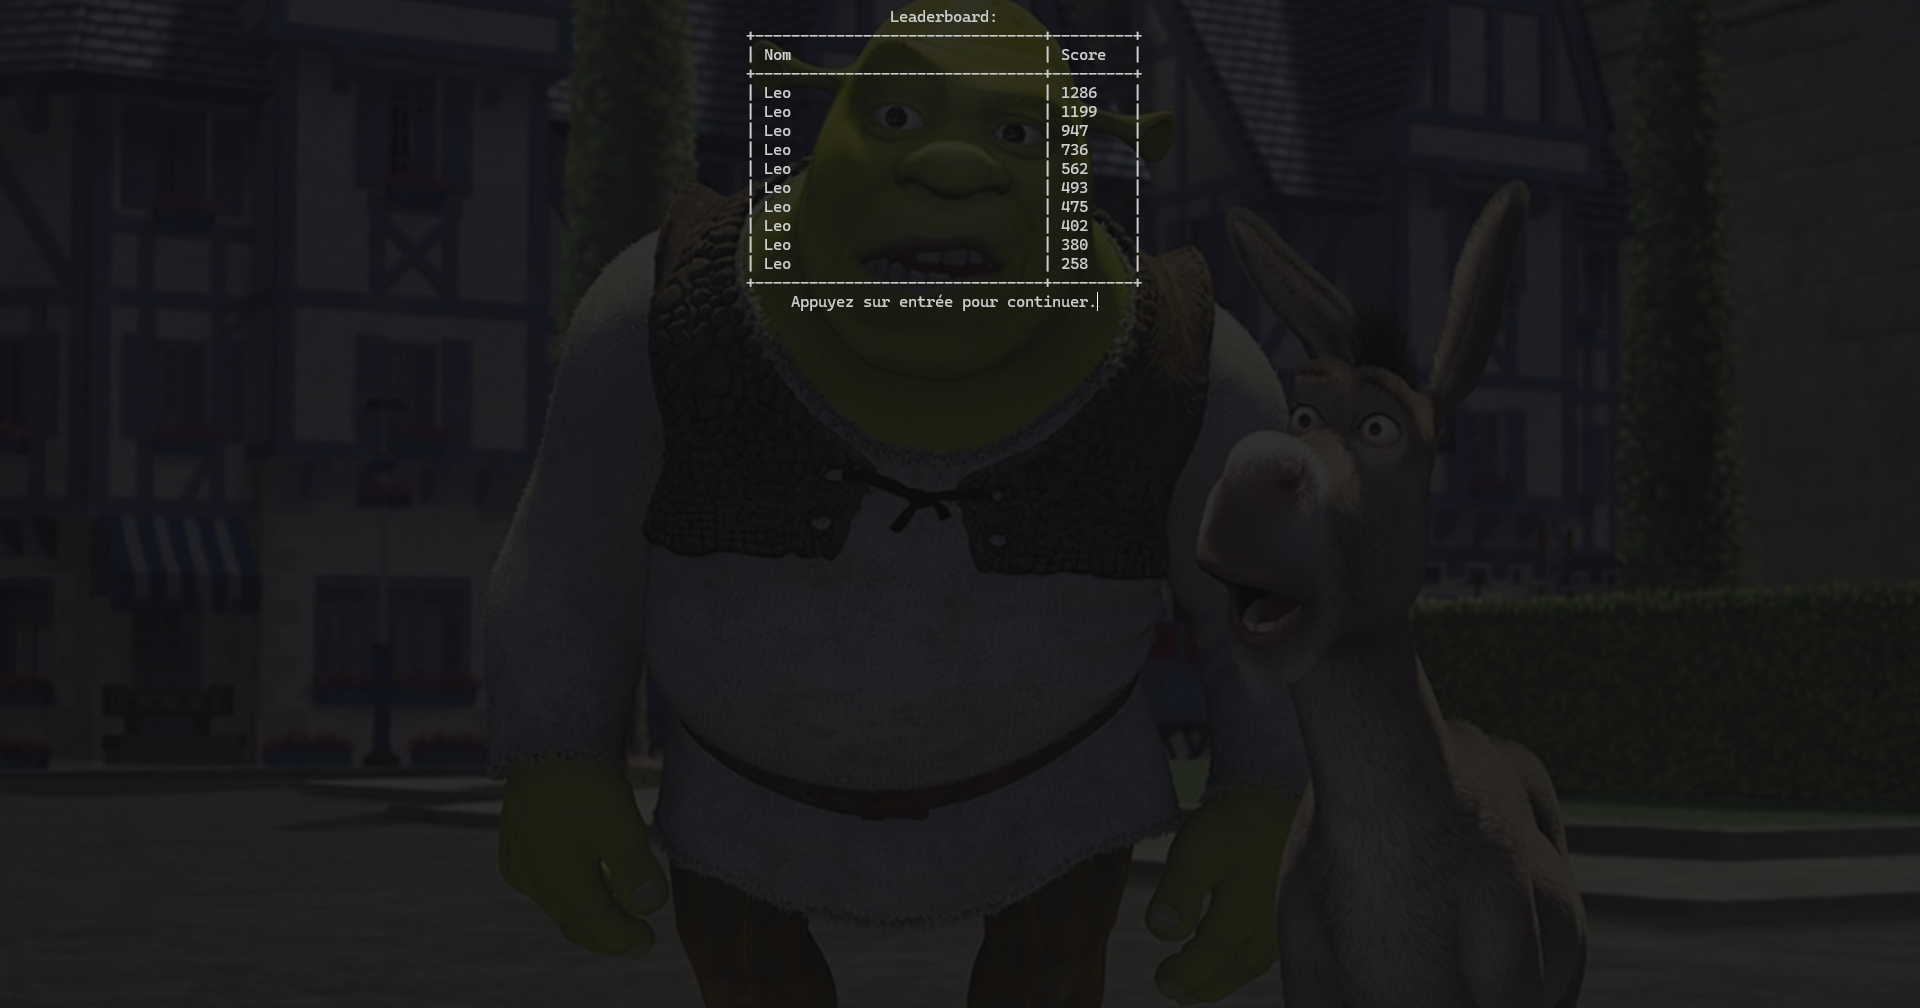 Leaderboard:
Nom Score
Leo 1286
Leo 1199
Leo 947
Leo 736
Leo 562
Leo 493
Leo 475
Leo 402
Leo 380
Leo 258
Appuyez sur entrée pour continuer.